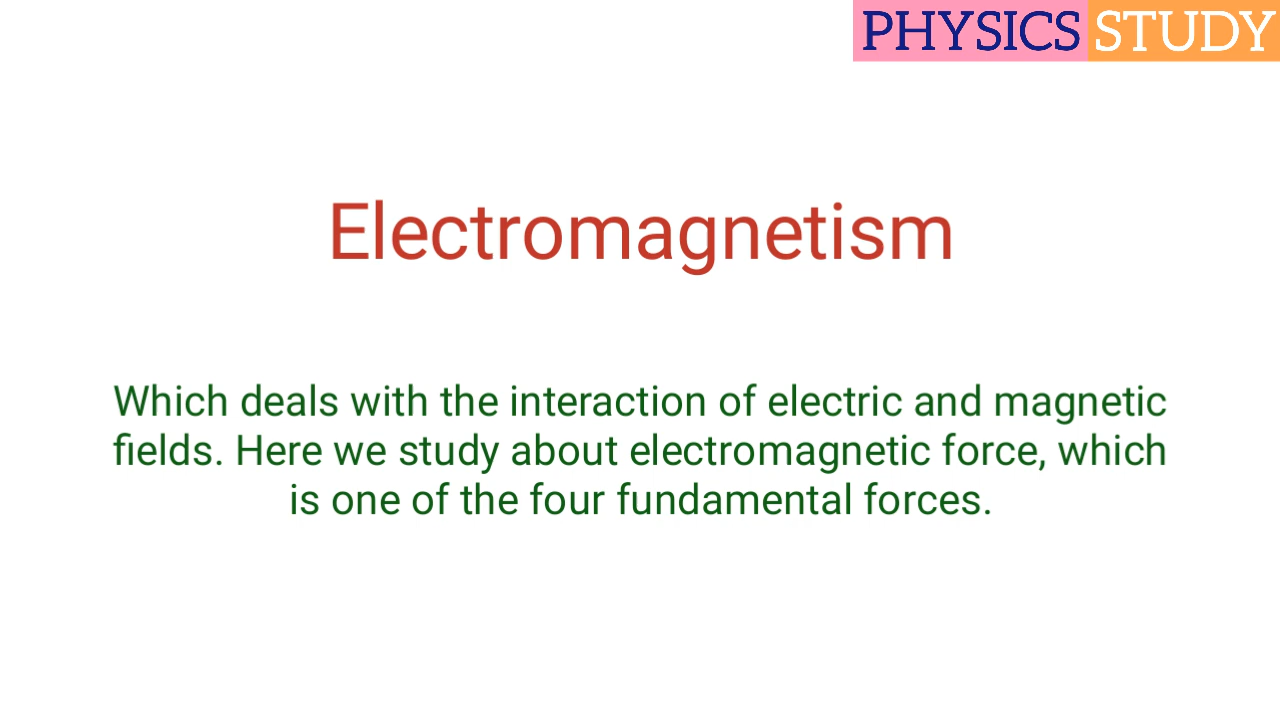 PHYSICS STUDY
Electromagnetism
Which deals with the interaction of electric and magnetic
fields. Here we study about electromagnetic force, which
is one of the four fundamental forces.